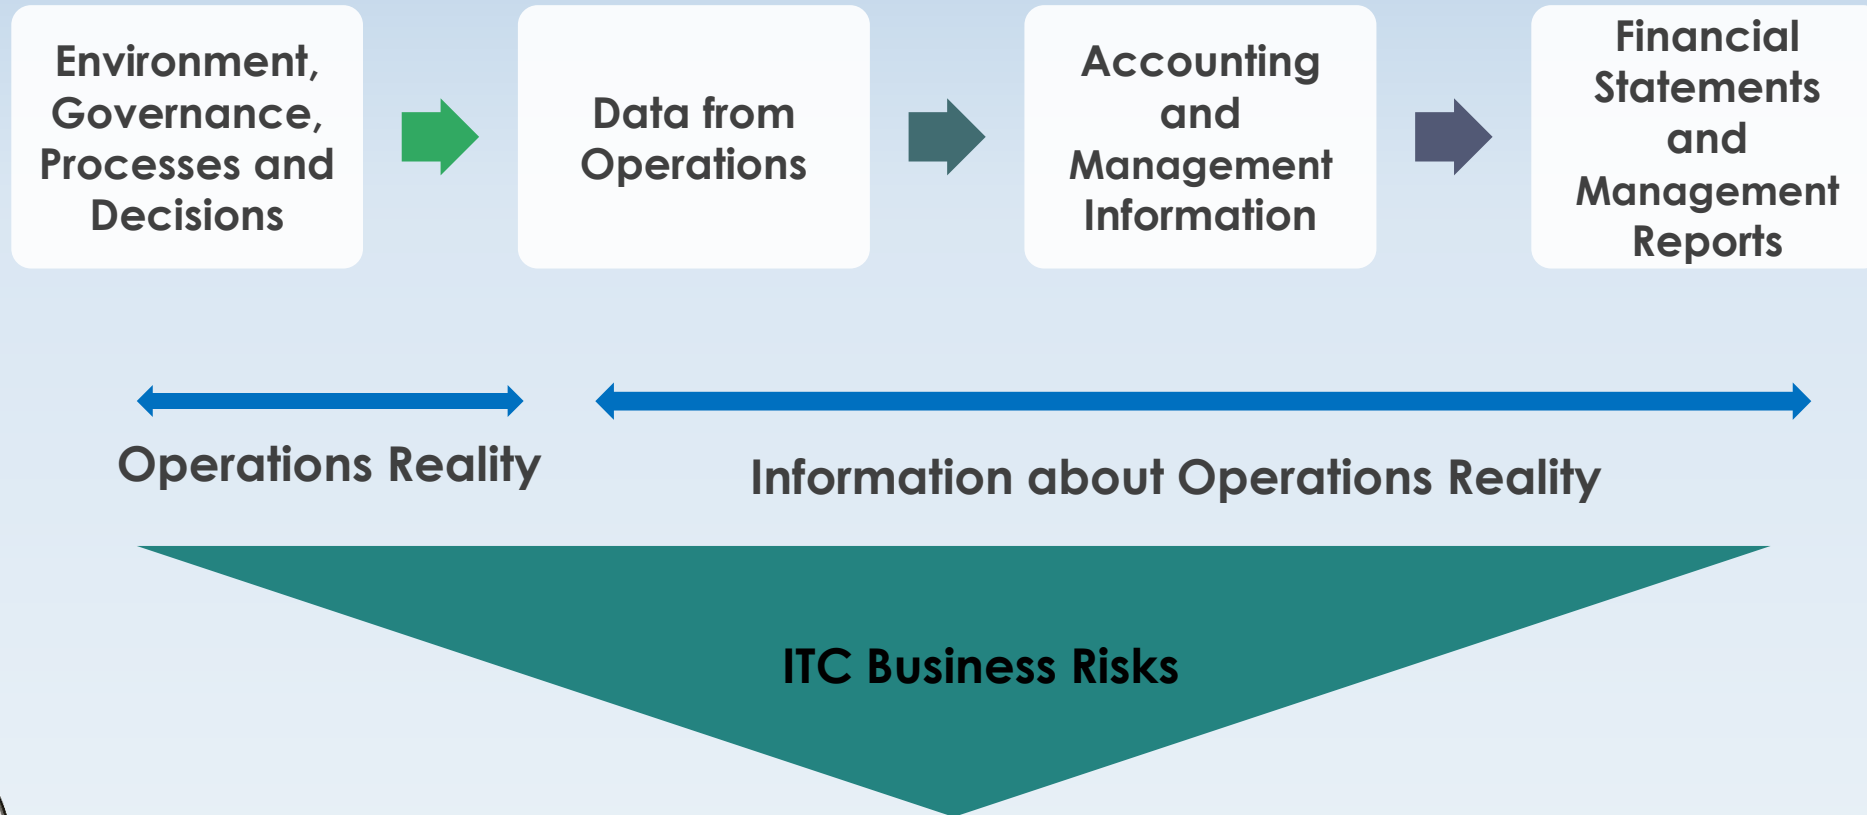 Environment,
Governance,
Processes and
Decisions
Data from
Operations
Accounting
and
Management
Information
Financial
Statements
and
Management
Reports
Operations Reality
Information about Operations Reality
ITC Business Risks